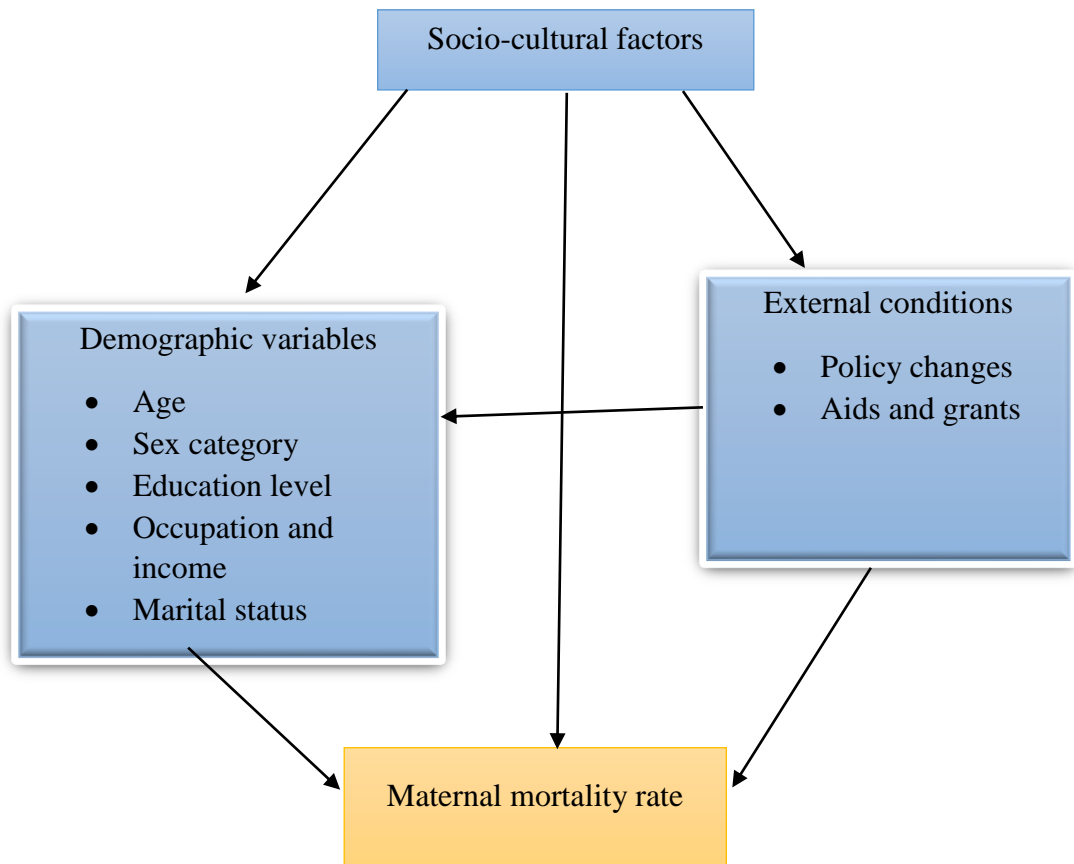 Socio-cultural factors
Demographic variables
• Age
• Sex category
• Education level
• Occupation and
income
• Marital status
External conditions
• Policy changes
• Aids and grants
Maternal mortality rate